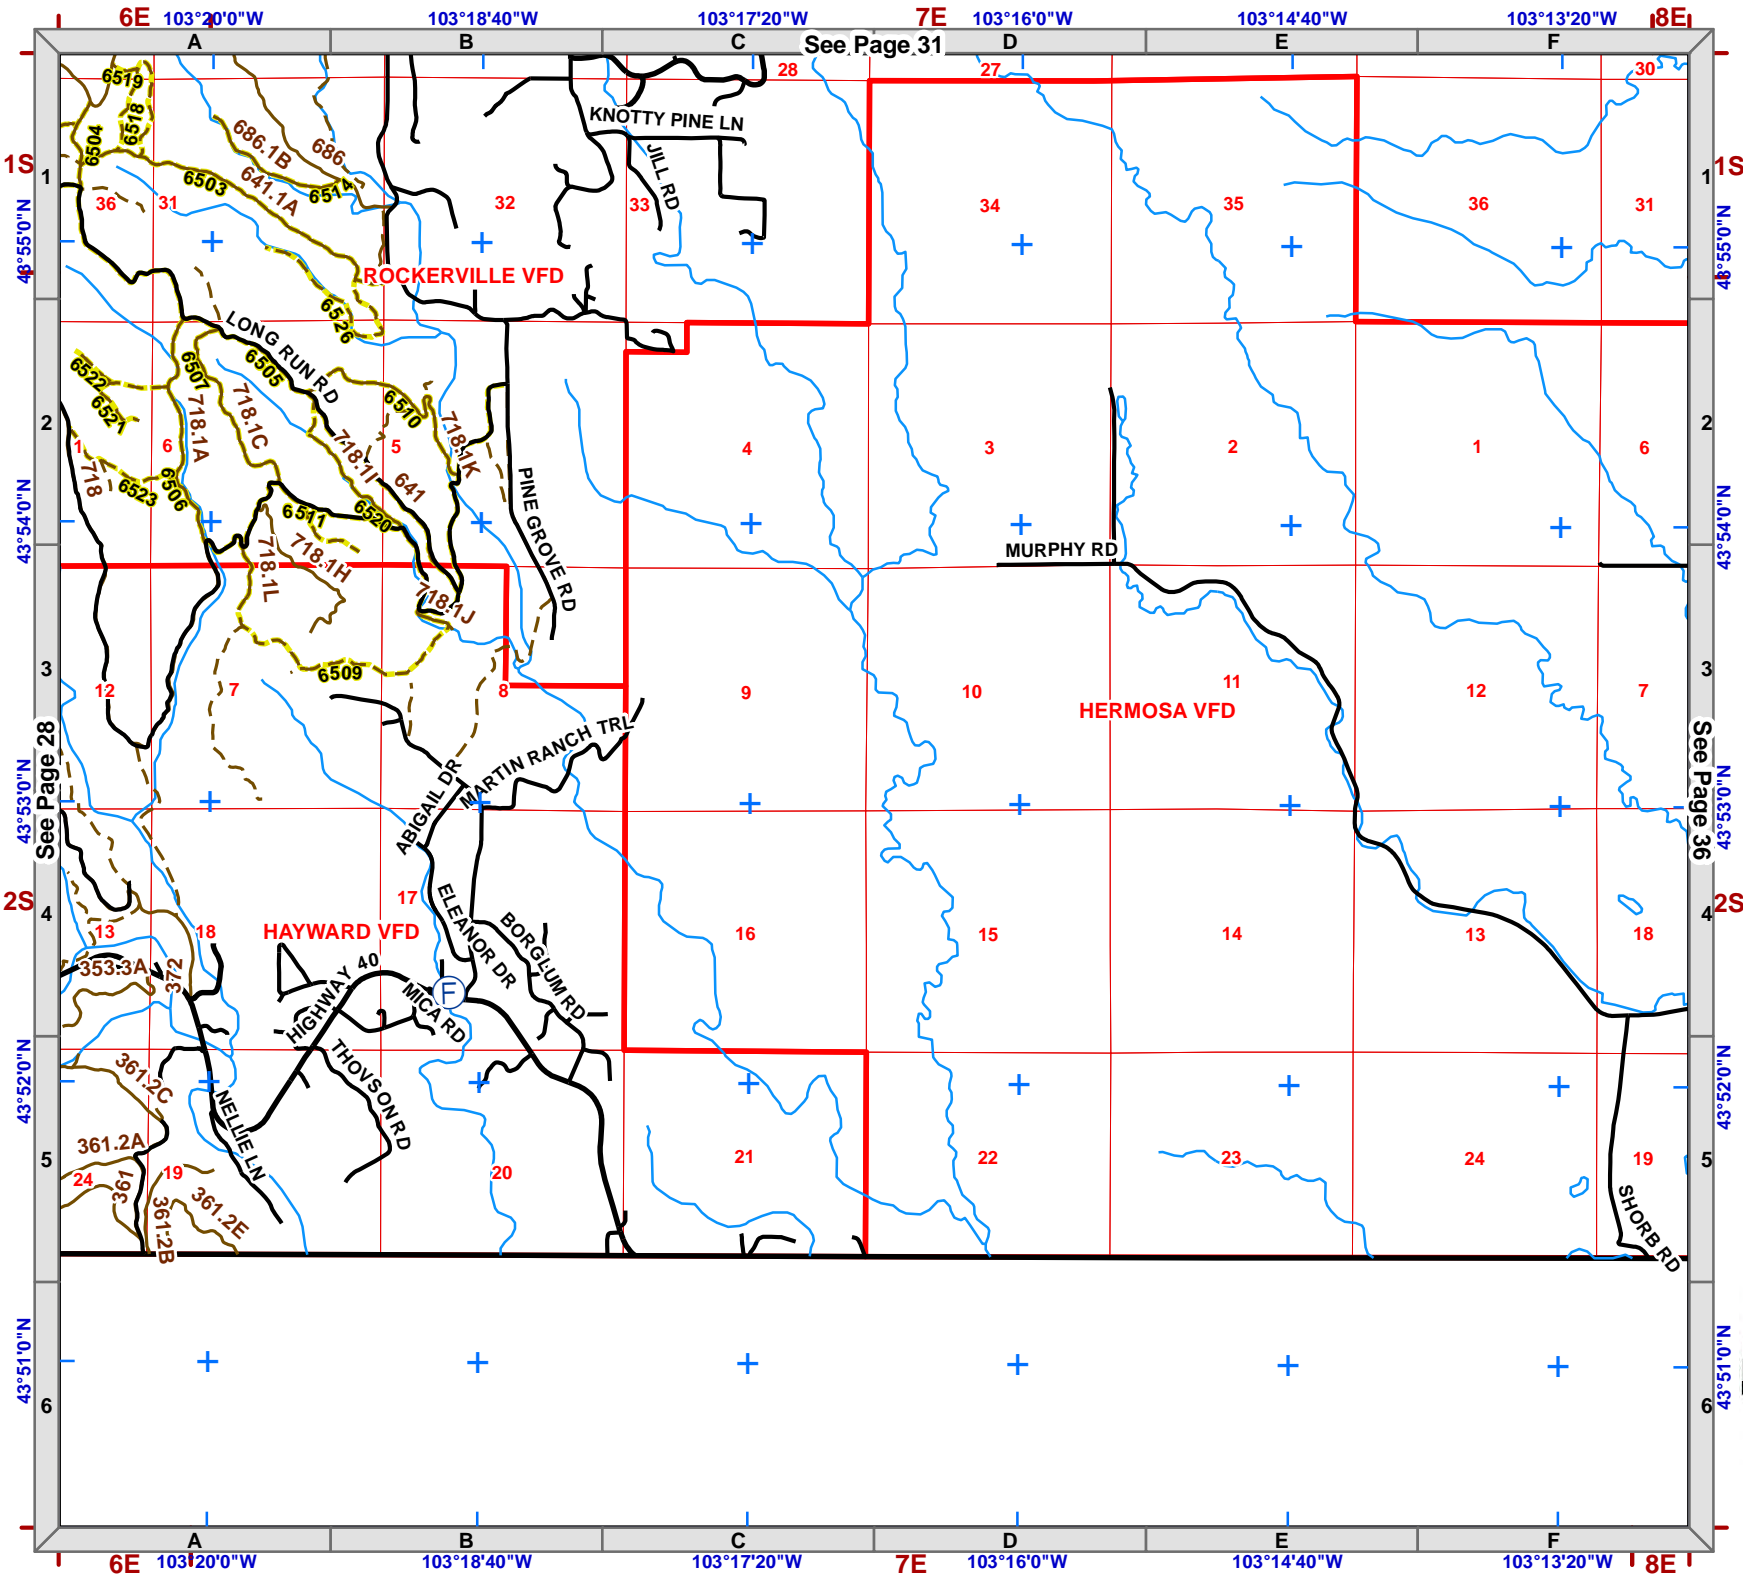 6E 103°20'0"W 103°18'40"W 103°17'20"W 7E 103°16'0"W 103°14'40"W 103°13'20"W 8E
A B C D E F
See Page 31
28 27 30
6519
6518
6504
KNOTTY PINE LN
686.1B
686
1S 1S
1 1
6503
641.1A
6514
JILL RD
36 31 32 33 34 35 36 31
43°55'0"N 43°55'0"N
ROCKERVILLE VFD
6526
LONG RUN RD
6522
6507
6505
6521
718.1A
718.1C
6510
718.1K
2 2
1 6 5 4 3 2 1 6
718
718.1I
641
6523
6506
6511
6520
PINE GROVE RD
43°54'0"N 43°54'0"N
MURPHY RD
718.1H
718.1L
718.1J
3 3
6509
12 7 8 9 10 11 12 7
HERMOSA VFD
See Page 28
See Page 36
MARTIN RANCH TRL
ABIGAIL DR
43°53'0"N 43°53'0"N
17
ELEANOR DR
BORGLUM RD
2S 2S
4 4
HAYWARD VFD
13 18 16 15 14 13 18
353.3A
372
HIGHWAY 40
F
MICA RD
THOVSON RD
43°52'0"N 43°52'0"N
361.2C
NELLIE LN
361.2A
5 5
24 19 20 21 22 23 24 19
361
361.2B
361.2E
SHORB RD
43°51'0"N 43°51'0"N
6 6
A B C D E F
6E 103°20'0"W 103°18'40"W 103°17'20"W 7E 103°16'0"W 103°14'40"W 103°13'20"W 8E